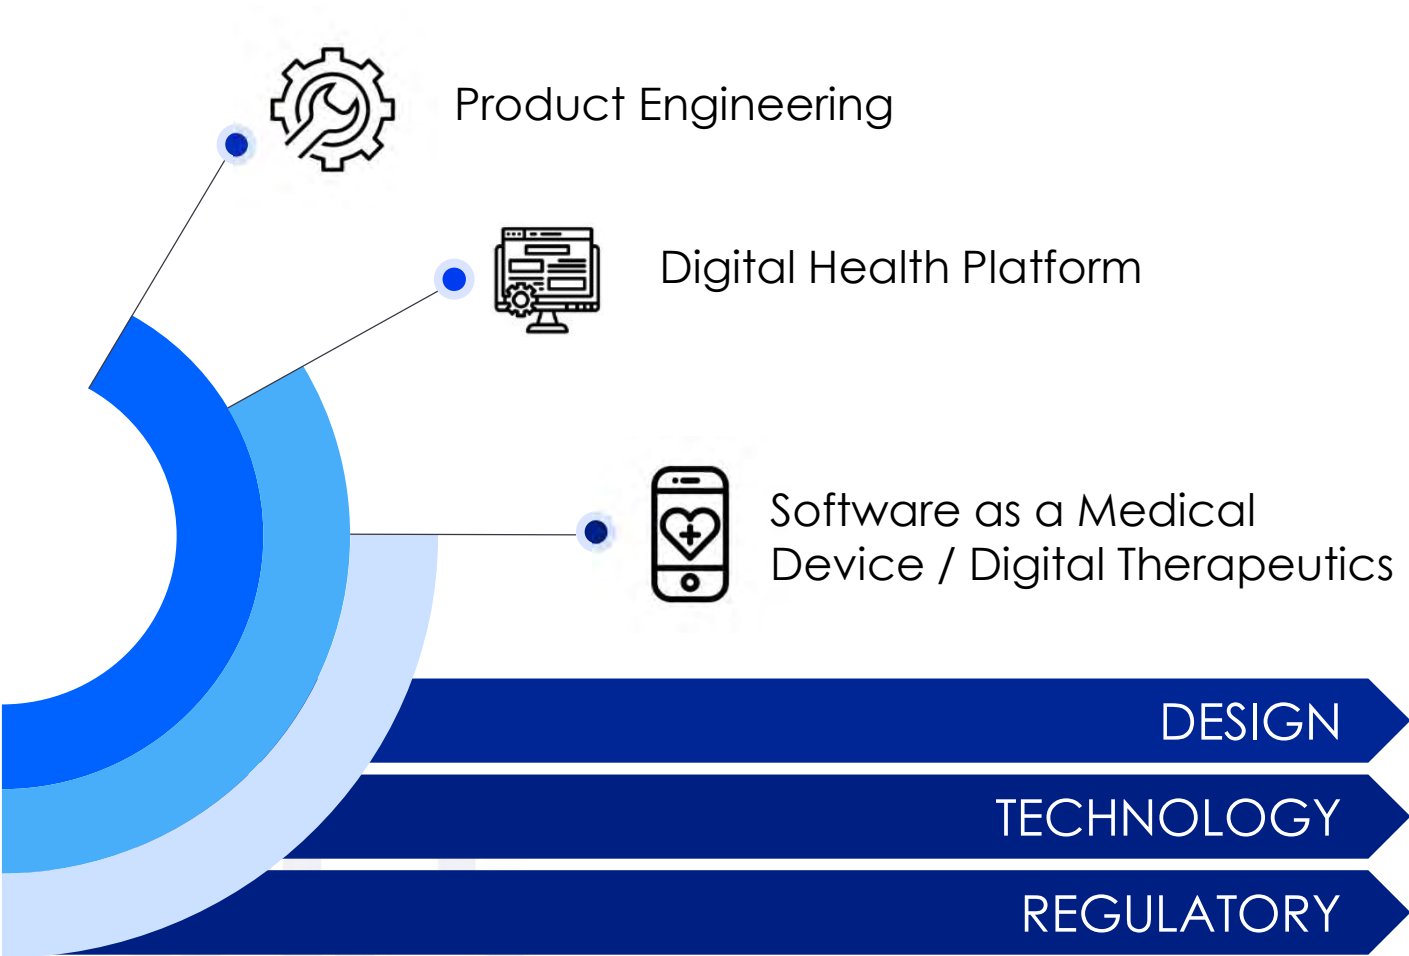 Product Engineering
Digital Health Platform
Software as a Medical
Device / Digital Therapeutics
DESIGN
TECHNOLOGY
REGULATORY